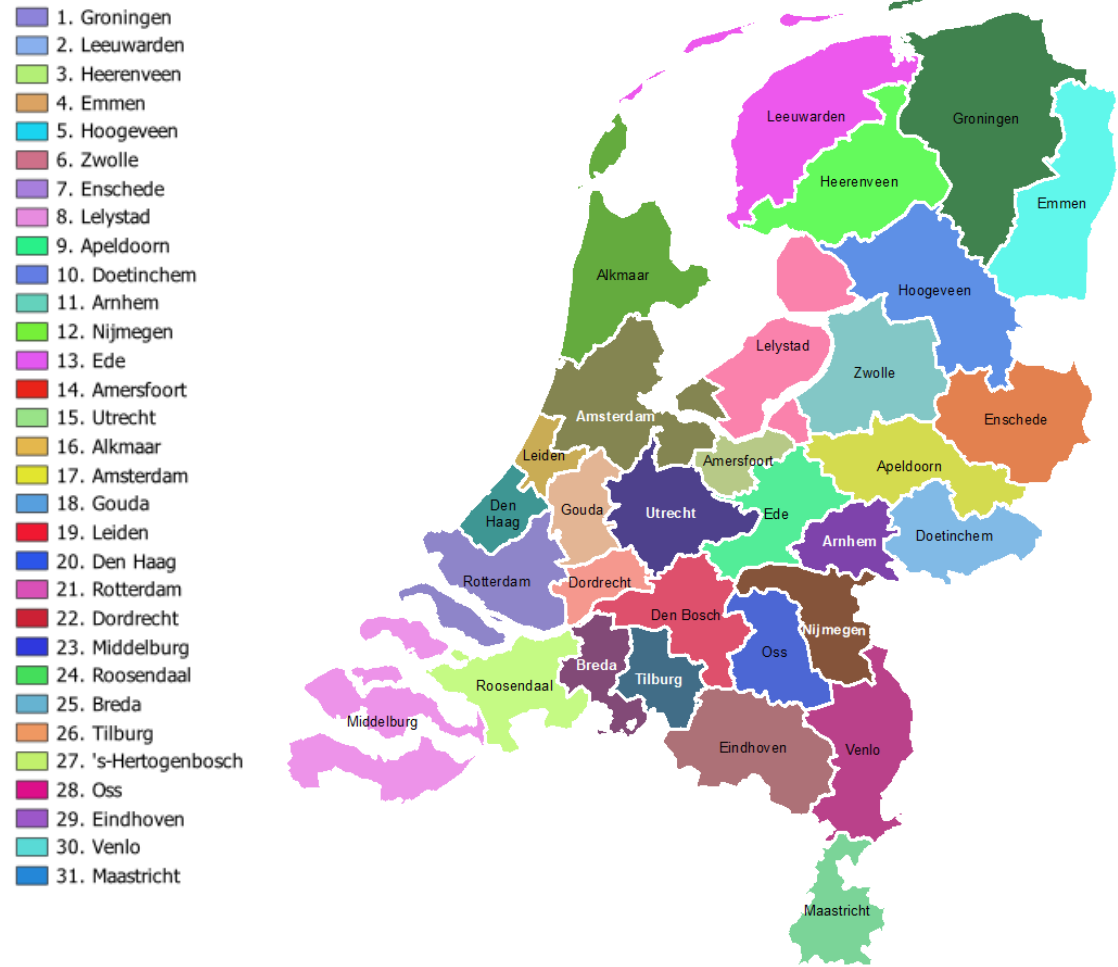 1. Groningen
2. Leeuwarden
3. Heerenveen
4. Emmen
5. Hoogeveen
6. Zwolle
7. Enschede
8. Lelystad
9. Apeldoorn
10. Doetinchem
11. Arnhem
12. Nijmegen
13. Ede
14. Amersfoort
15. Utrecht
16. Alkmaar
17. Amsterdam
18. Gouda
19. Leiden
20. Den Haag
21. Rotterdam
22. Dordrecht
23. Middelburg
24. Roosendaal
25. Breda
26. Tilburg
27. 's-Hertogenbosch
28. Oss
29. Eindhoven
30. Venlo
31. Maastricht
Leeuwarden
Groningen
Heerenveen
Emmen
Alkmaar
Hoogeveen
Lelystad
Zwolle
Amsterdam
Enschede
Leiden
Amersfoort
Apeldoorn
Den
Haag
Gouda
Utrecht
Ede
Arnhem
Doetinchem
Rotterdam
Dordrecht
Den Bosch
Nijmegen
Oss
Breda
Tilburg
Roosendaal
Middelburg
Eindhoven
Venlo
Maastricht